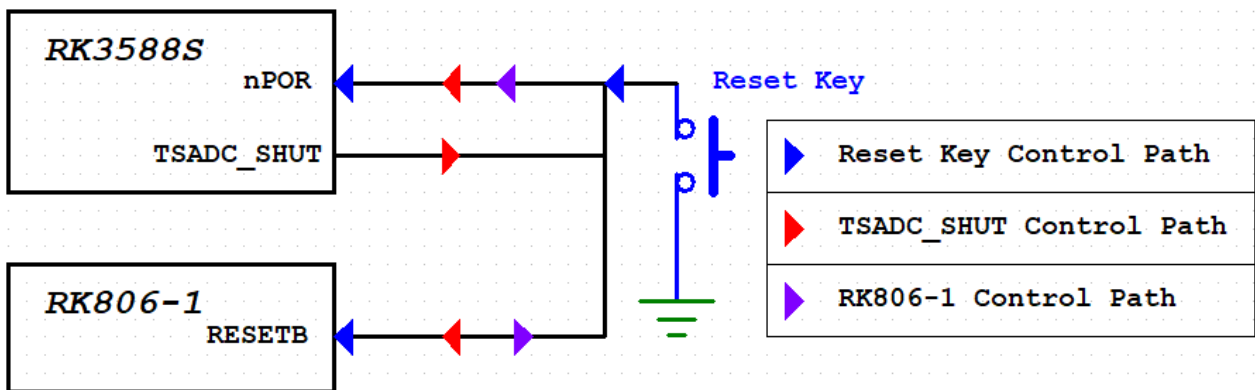 RK3588S
nPOR
Reset Key
TSADC_SHUT
Reset Key Control Path
TSADC_SHUT Control Path
RK806-1 Control Path
RK806-1
RESETB